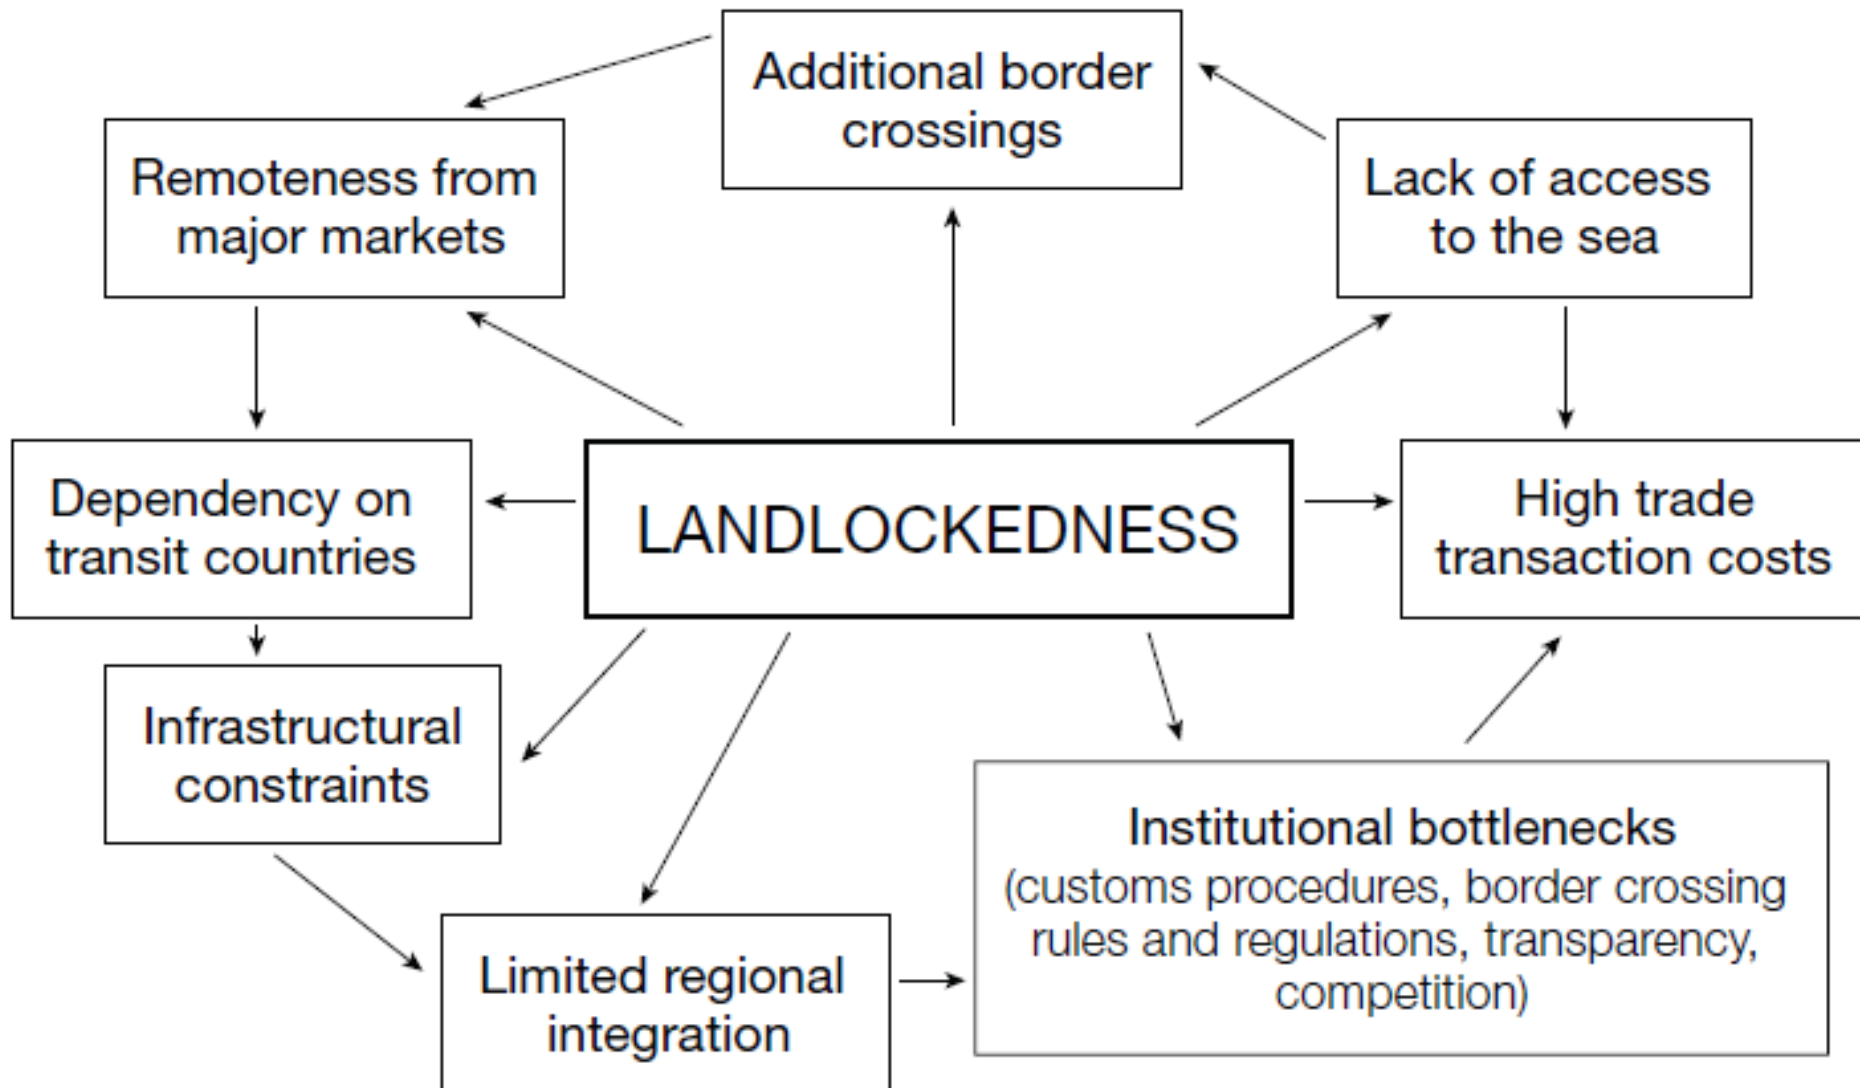 Additional border
crossings
Remoteness from
major markets
Lack of access
to the sea
Dependency on
transit countries
LANDLOCKEDNESS
High trade
transaction costs
Infrastructural
constraints
Institutional bottlenecks
(customs procedures, border crossing
rules and regulations, transparency,
competition)
Limited regional
integration